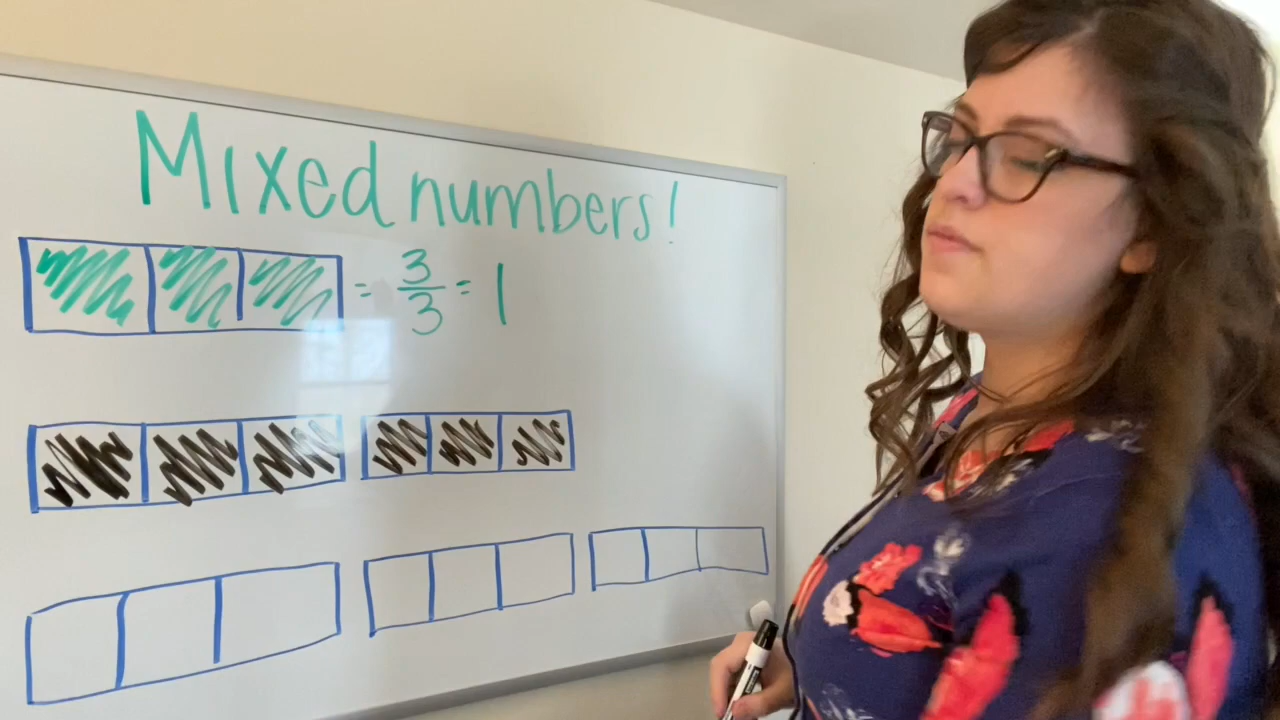 Mixed numbers!
= 3/3 = 1